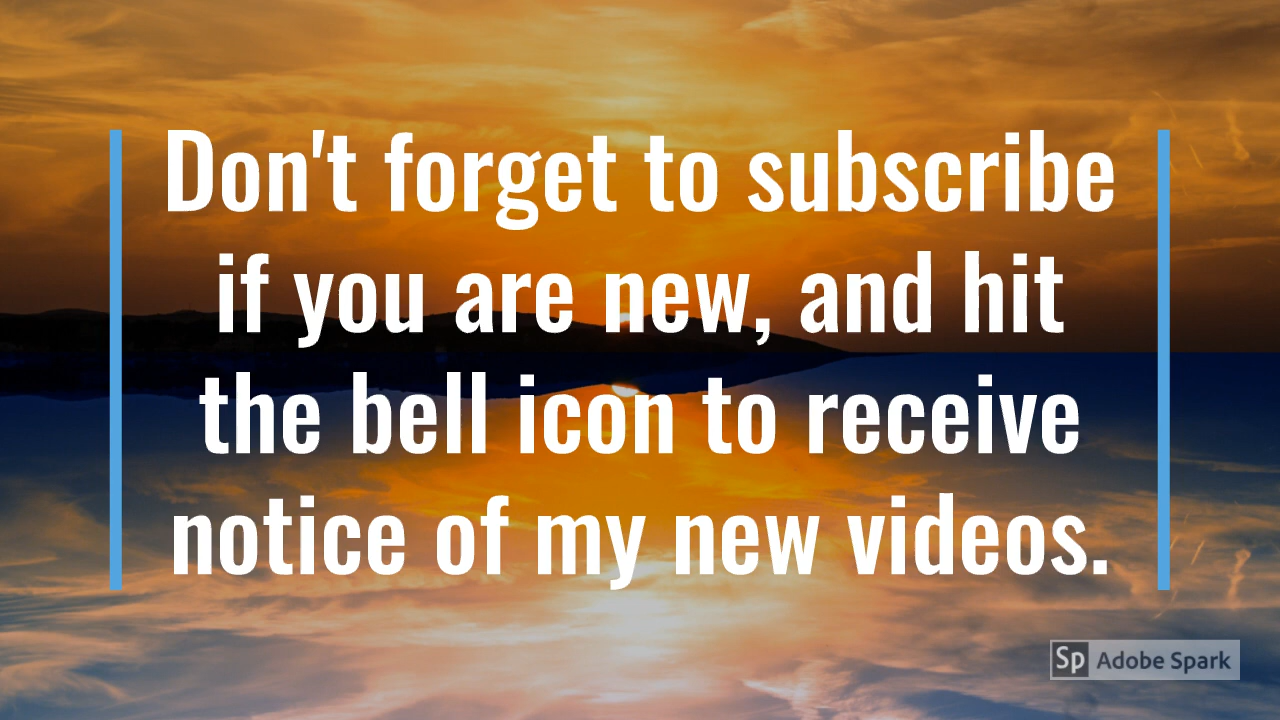 Don't forget to subscribe
if you are new, and hit
the bell icon to receive
notice of my new videos.
Sp Adobe Spark